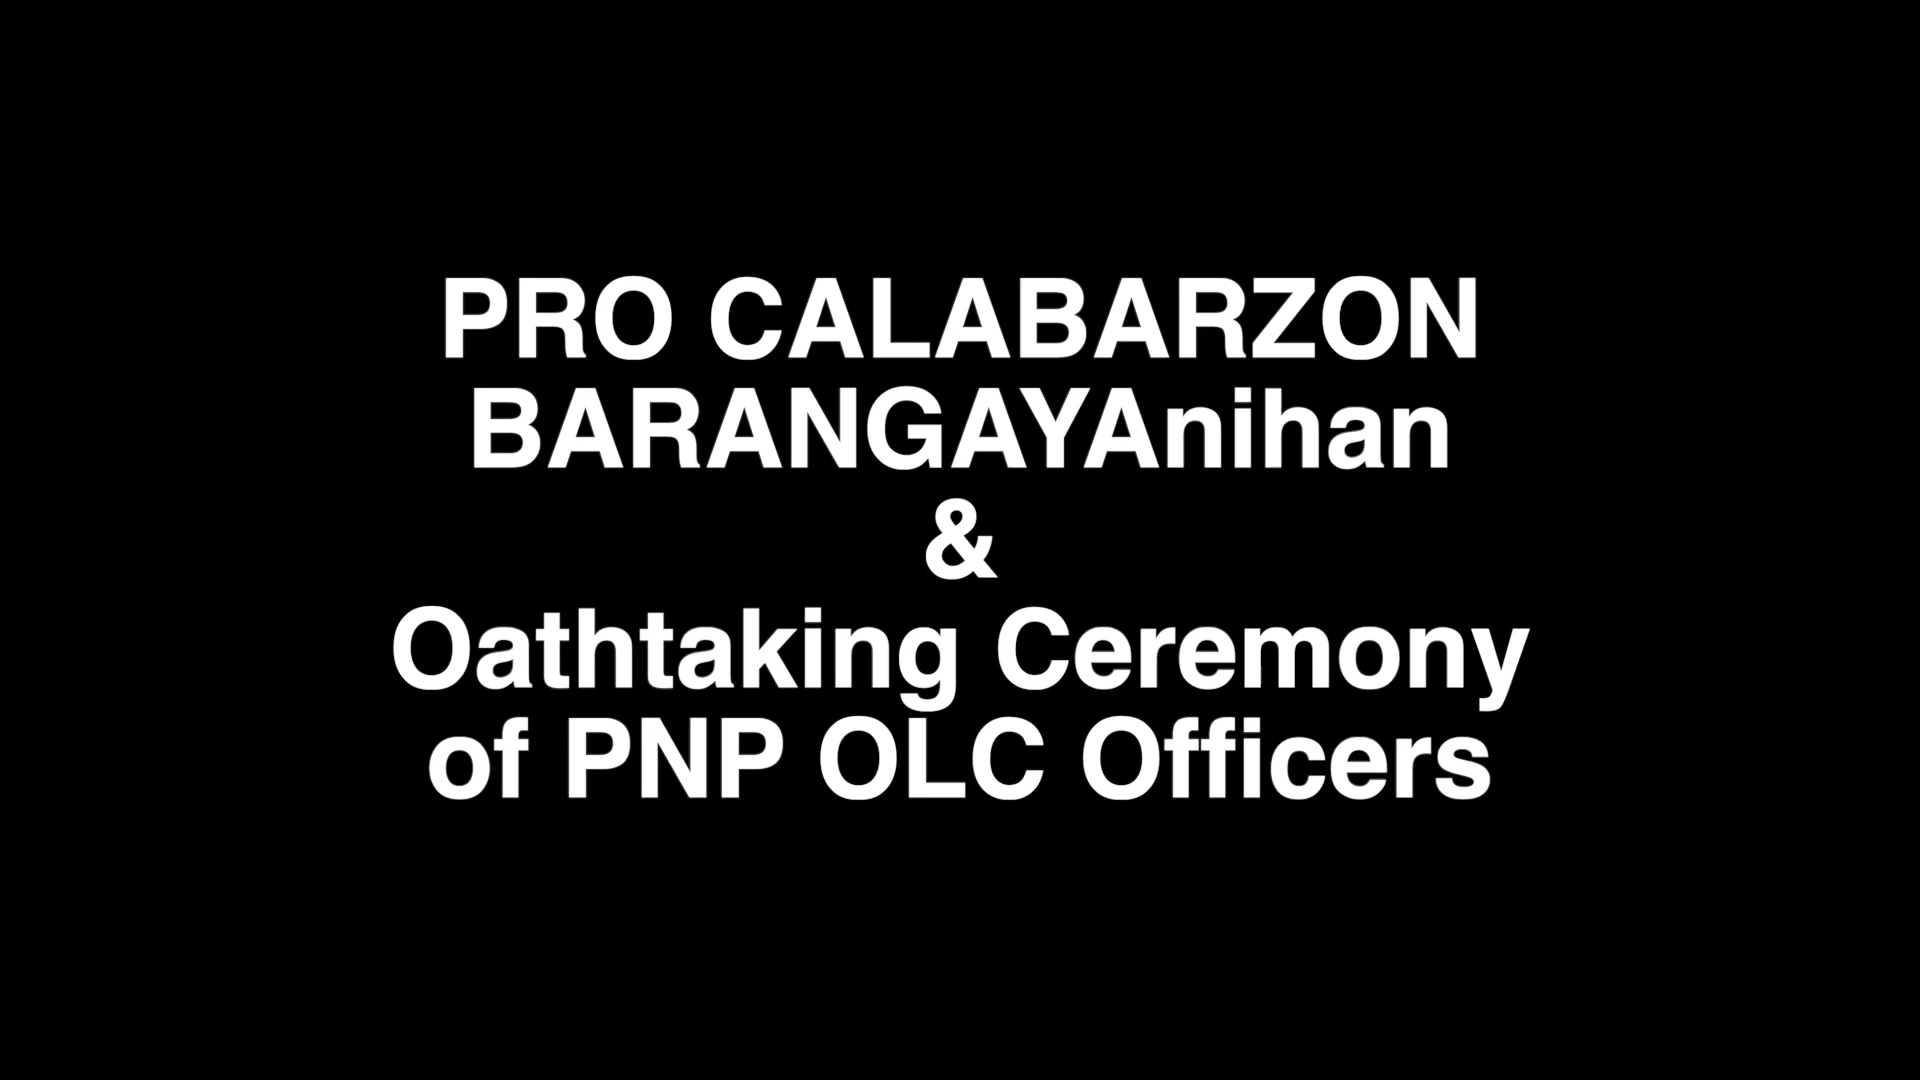 PRO CALABARZON
BARANGAYAnihan
&
Oathtaking Ceremony
of PNP OLC Officers